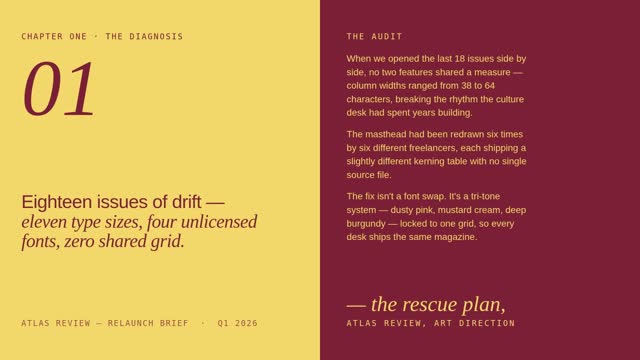 CHAPTER ONE · THE DIAGNOSIS
01
Eighteen issues of drift —
eleven type sizes, four unlicensed
fonts, zero shared grid.
ATLAS REVIEW — RELAUNCH BRIEF · Q1 2026
THE AUDIT
When we opened the last 18 issues side by
side, no two features shared a measure —
column widths ranged from 38 to 64
characters, breaking the rhythm the culture
desk had spent years building.
The masthead had been redrawn six times
by six different freelancers, each shipping a
slightly different kerning table with no single
source file.
The fix isn't a font swap. It's a tri-tone
system — dusty pink, mustard cream, deep
burgundy — locked to one grid, so every
desk ships the same magazine.
— the rescue plan,
ATLAS REVIEW, ART DIRECTION